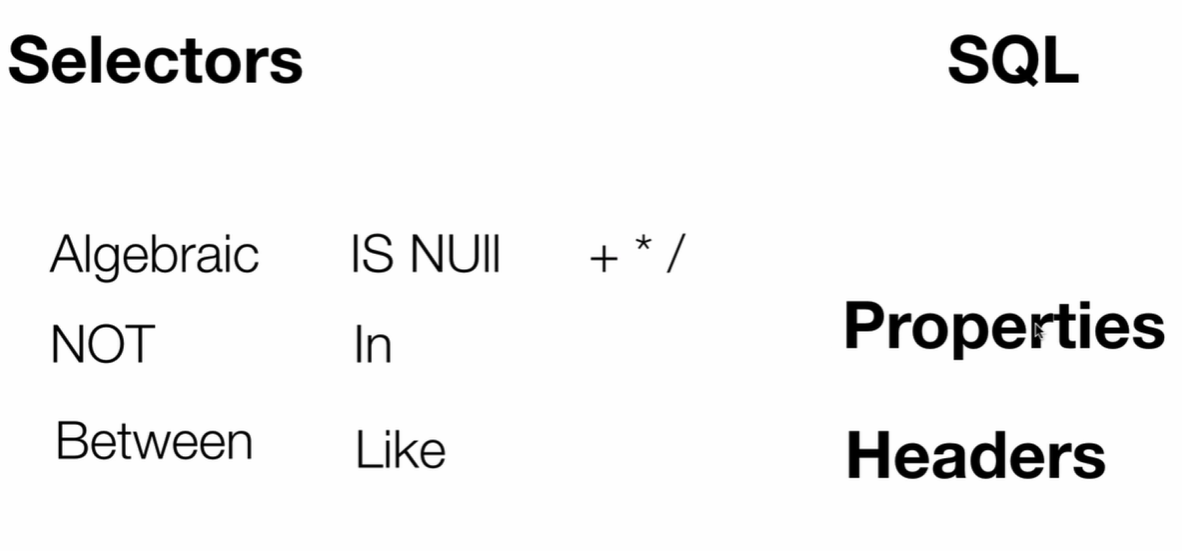 Selectors
SQL
Algebraic
IS NUll
+ * /
NOT
In
Between
Like
Properties
Headers